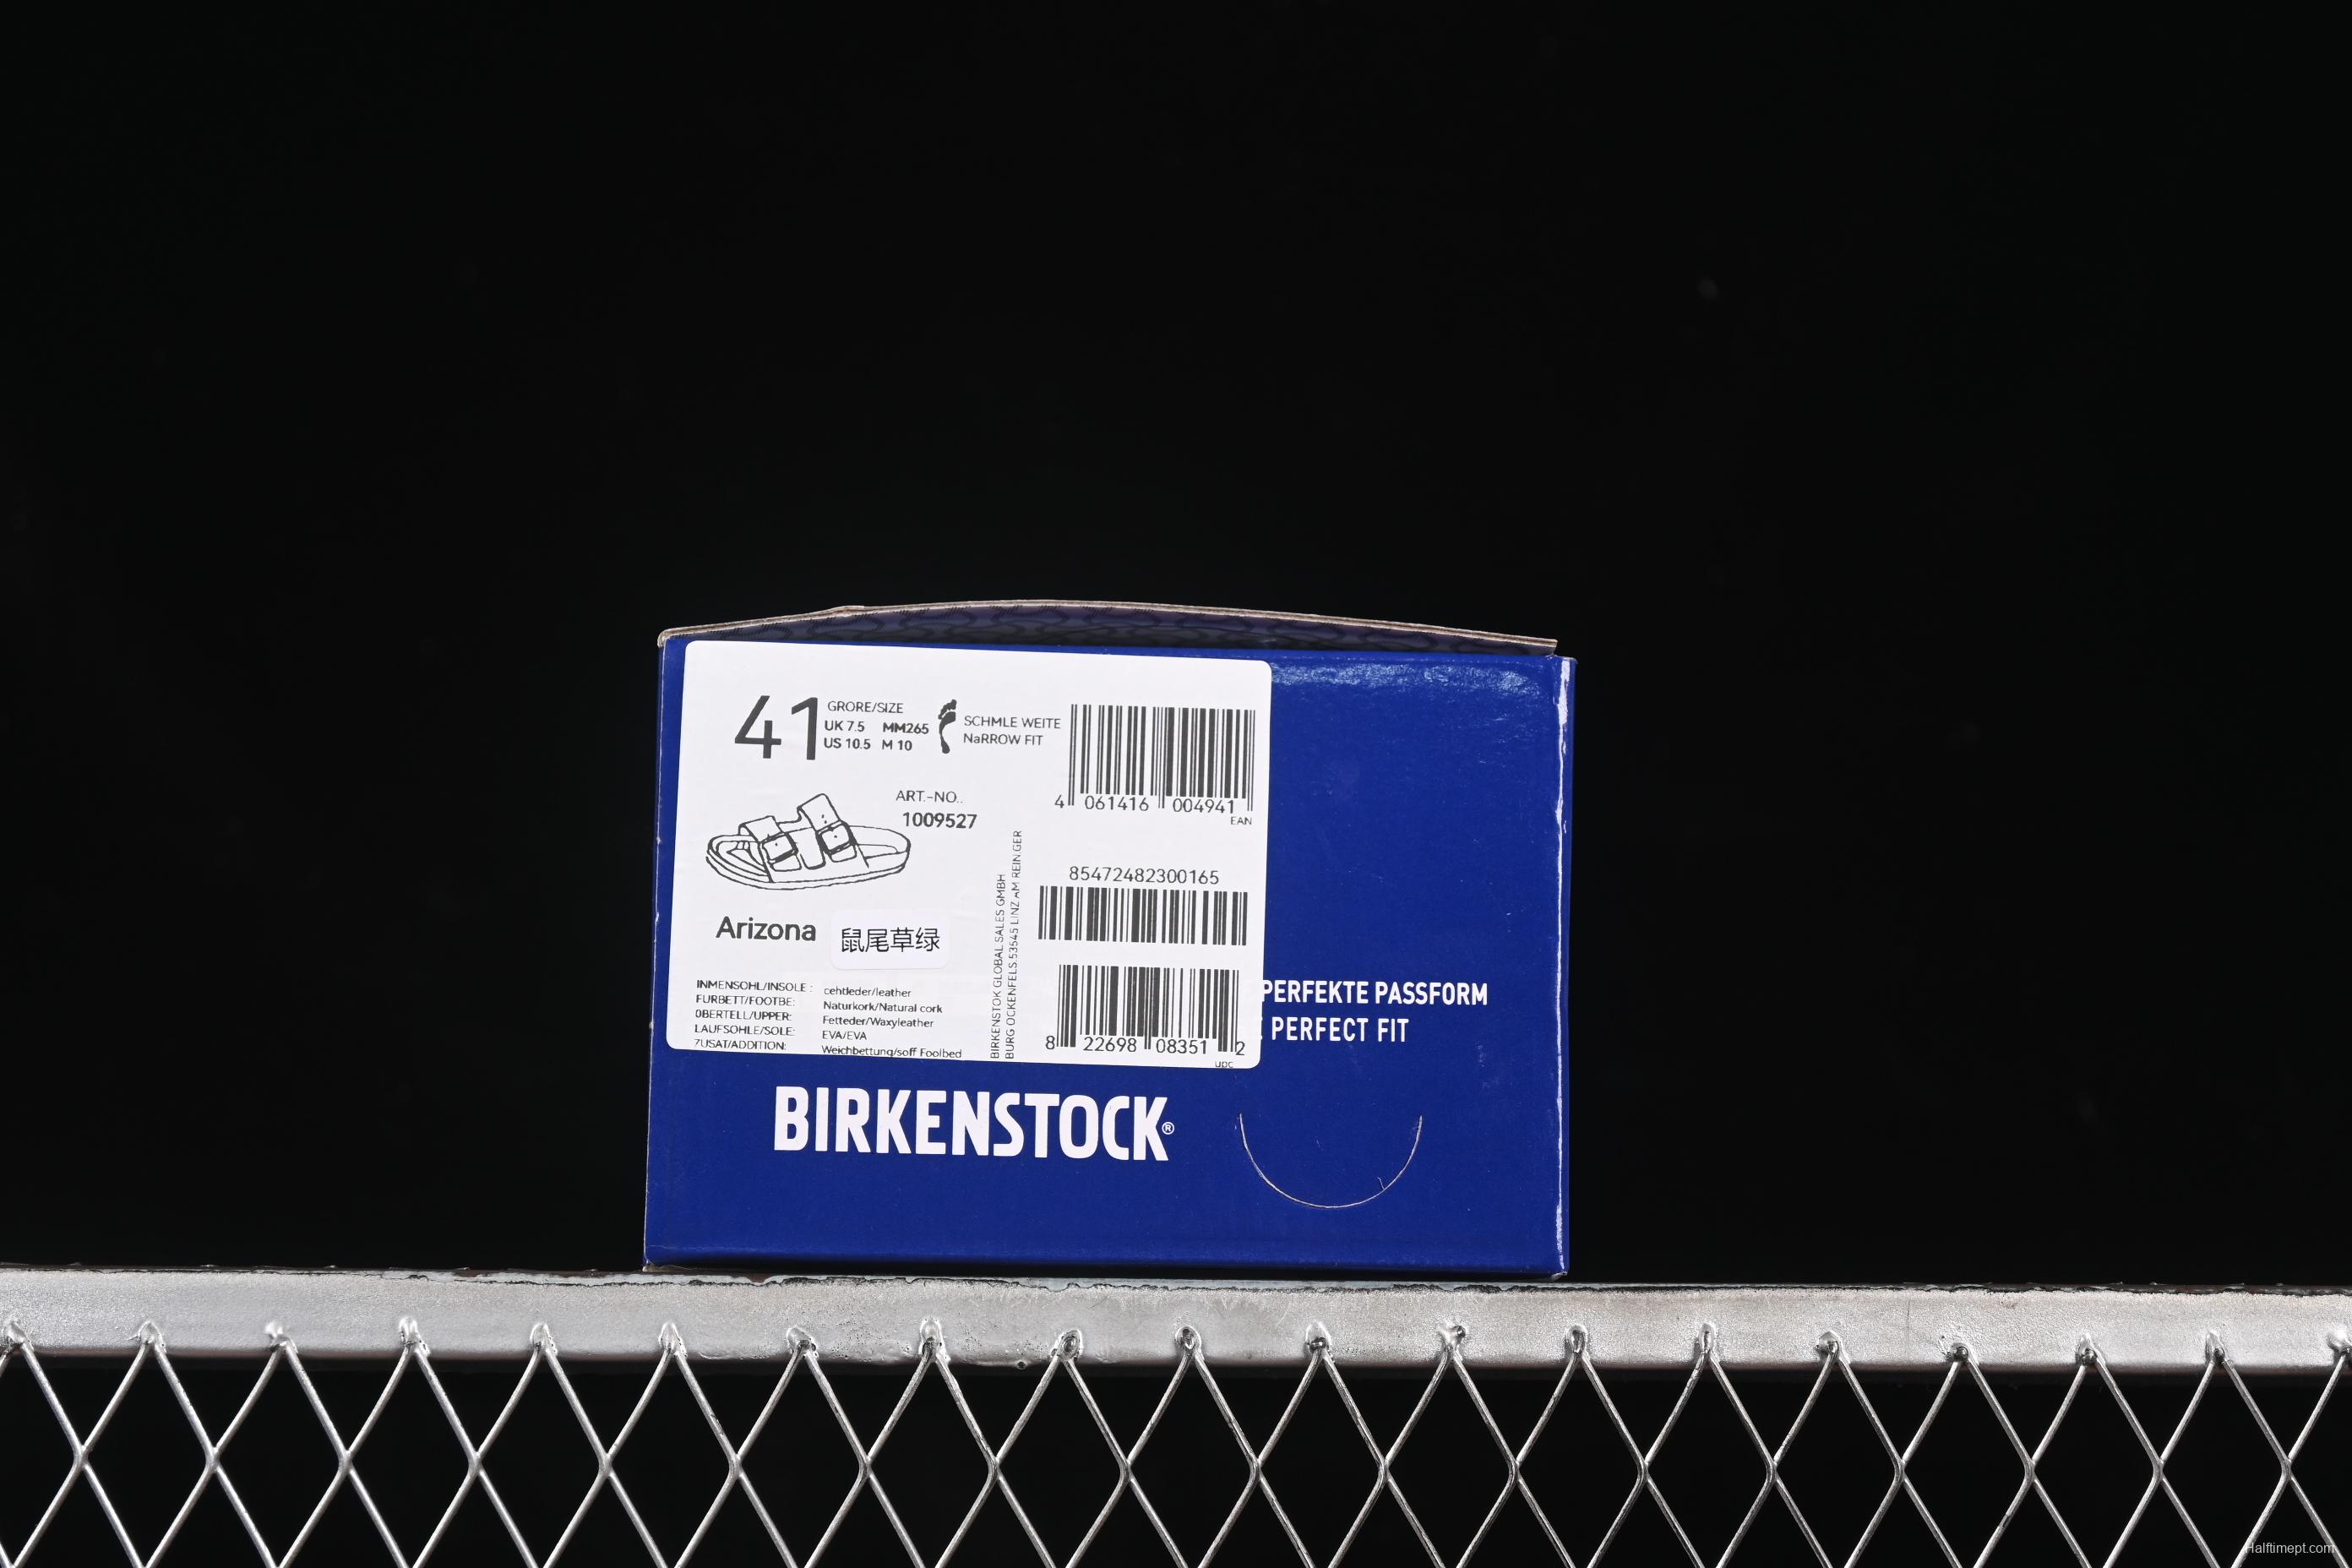 41
GRORE/SIZE
UK 7.5 MM265
US 10.5 M 10
SCHMLE WEITE
NaRROW FIT
4 061416 004941
EAN
ART.-NO..
1009527
85472482300165
Arizona
鼠尾草绿
INMENSOHL/INSOLE : cehtleder/leather
FURBETT/FOOTBE: Naturkork/Natural cork
OBERTELL/UPPER: Fetteder/Waxyleather
LAUFSOHLE/SOLE: EVA/EVA
ZUSAT/ADDITION: Weichbettung/soff Foolbed
BIRKENSTOK GLOBAL SALES GMBH
BURG OCKENFELS.53545 LINZ AM REIN GER
8 22698 08351 2
upc
PERFEKTE PASSFORM
PERFECT FIT
BIRKENSTOCK®
Halftimept.com